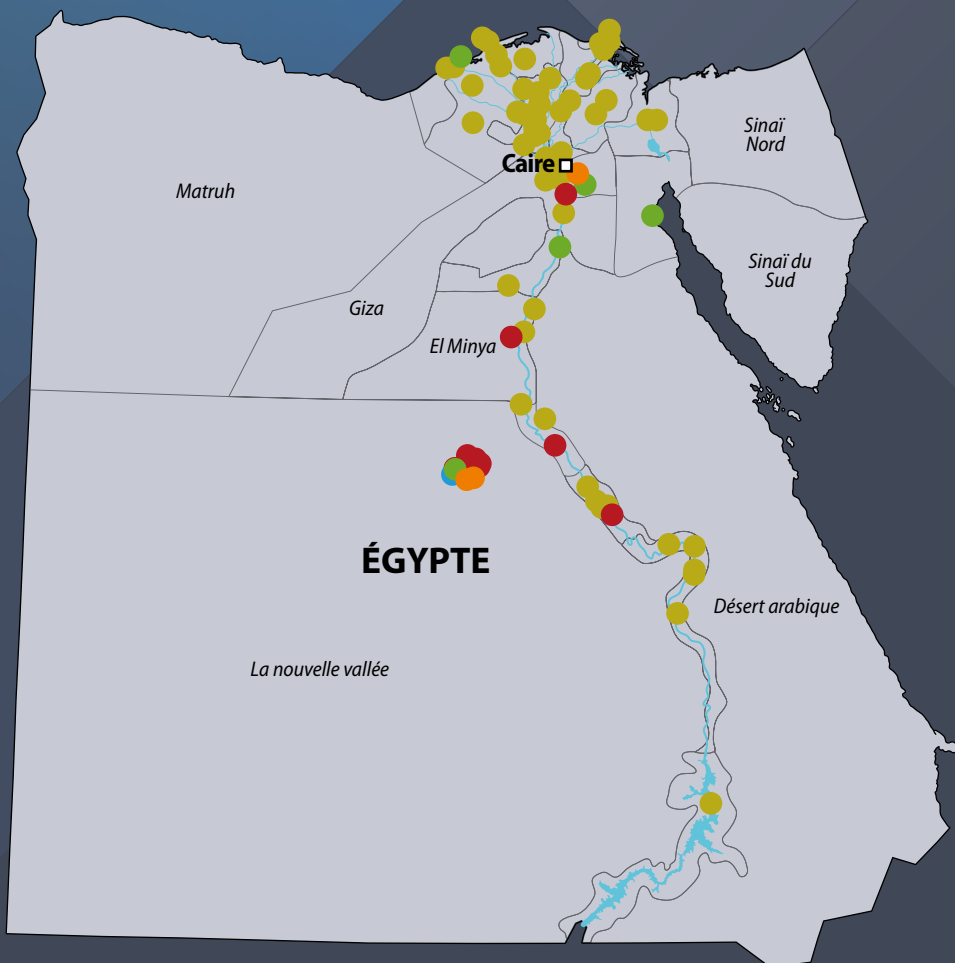 Sinaï
Nord
Caire
Matruh
Sinaï du
Sud
Giza
El Minya
ÉGYPTE
Désert arabique
La nouvelle vallée